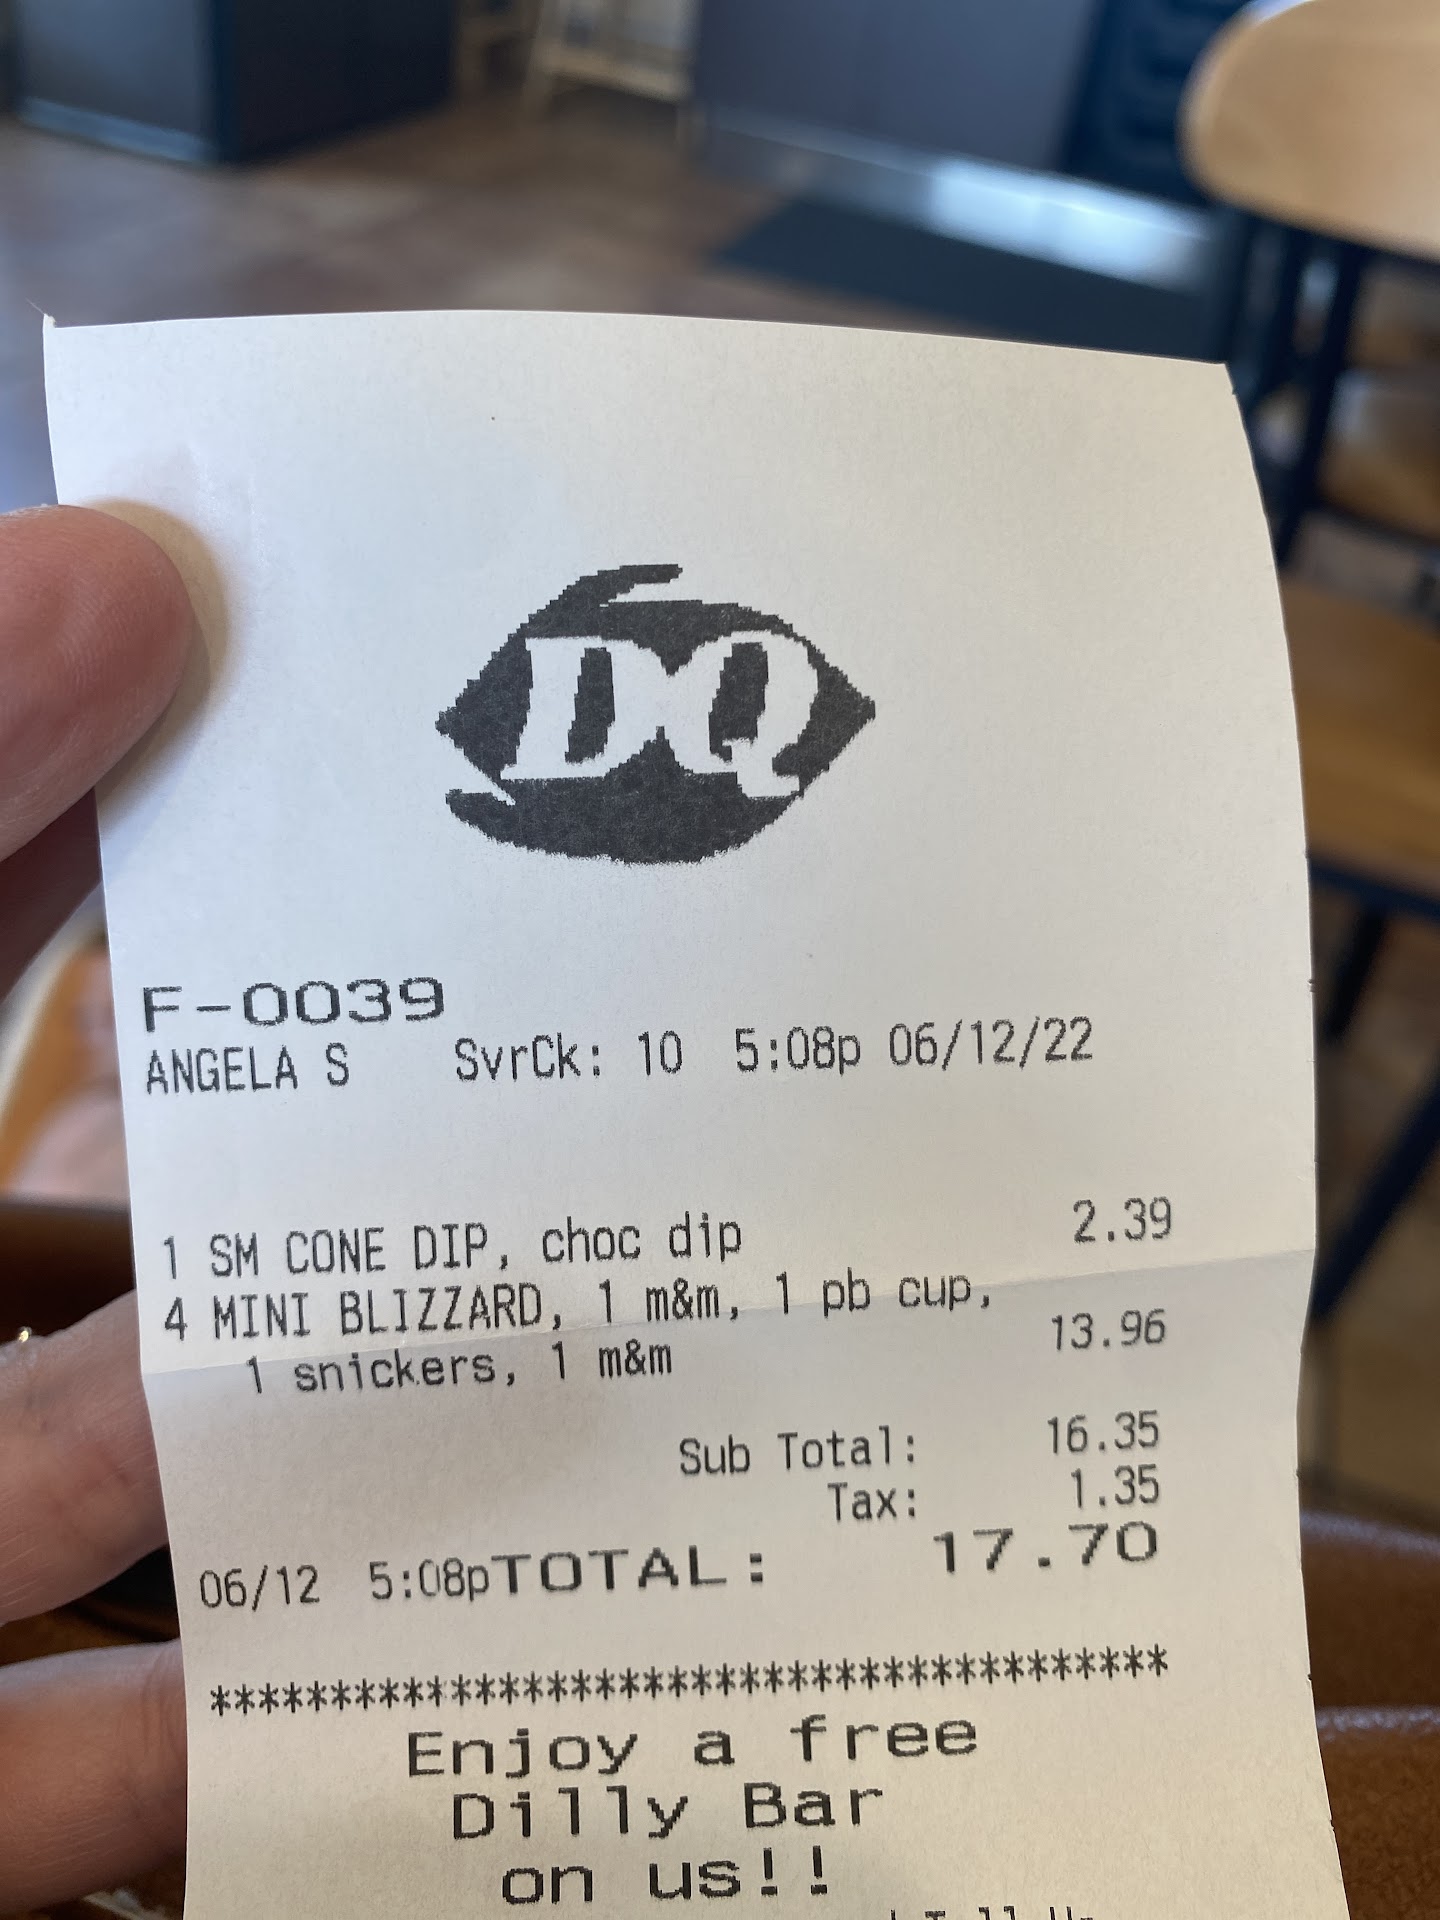 DQ
F-0039
ANGELA S SvrCk: 10 5:08p 06/12/22
1 SM CONE DIP, choc dip 2.39
4 MINI BLIZZARD, 1 m&m, 1 pb cup,
1 snickers, 1 m&m 13.96
Sub Total: 16.35
Tax: 1.35
06/12 5:08pTOTAL: 17.70
****************************************
Enjoy a free
Dilly Bar
on us!!